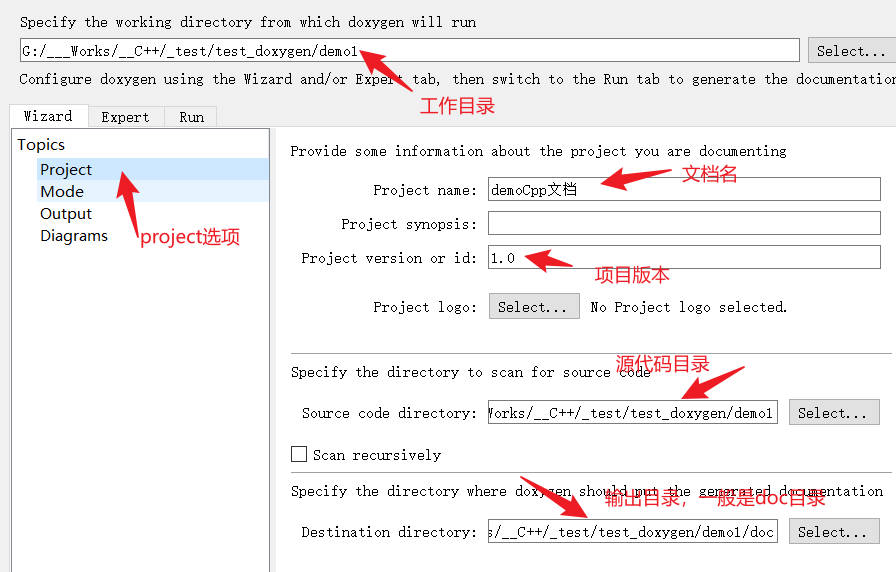 Specify the working directory from which doxygen will run
G:/___Works/__C++/_test/test_doxygen/demo1
Select...
工作目录
Configure doxygen using the Wizard and/or Expert tab, then switch to the Run tab to generate the documentation
Wizard
Expert
Run
Topics
Project
Mode
Output
Diagrams
project选项
Provide some information about the project you are documenting
Project name:
demoCpp文档
文档名
Project synopsis:
Project version or id:
1.0
项目版本
Project logo:
Select...
No Project logo selected.
源代码目录
Specify the directory to scan for source code
Source code directory:
Works/__C++/_test/test_doxygen/demo1
Select...
Scan recursively
Specify the directory where doxygen should put the generated documentation
输出目录，一般是doc目录
Destination directory:
s/__C++/_test/test_doxygen/demo1/doc
Select...